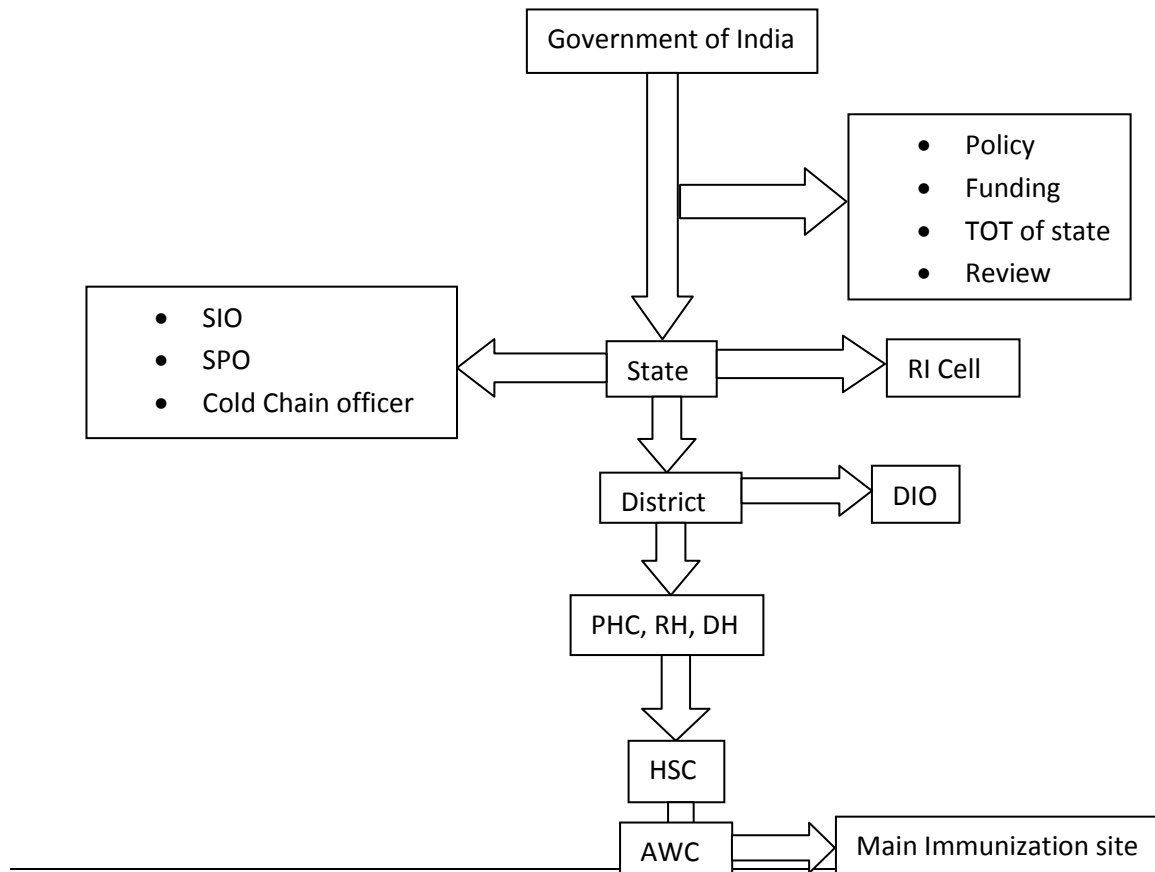 Government of India
• Policy
• Funding
• TOT of state
• Review
• SIO
• SPO
• Cold Chain officer
State
RI Cell
District
DIO
PHC, RH, DH
HSC
AWC
Main Immunization site